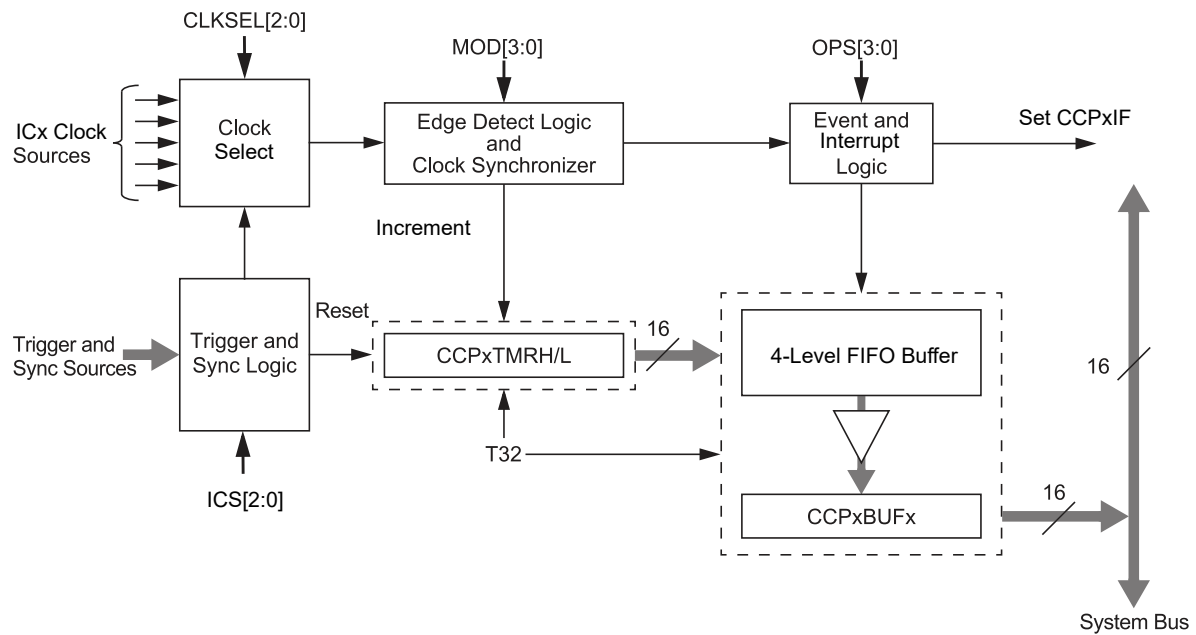 CLKSEL[2:0]
MOD[3:0]
OPS[3:0]
ICx Clock
Sources
Clock
Select
Edge Detect Logic
and
Clock Synchronizer
Event and
Interrupt
Logic
Set CCPxIF
Increment
Trigger and
Sync Sources
Trigger and
Sync Logic
Reset
CCPxTMRH/L
16
4-Level FIFO Buffer
16
T32
ICS[2:0]
CCPxBUFx
16
System Bus